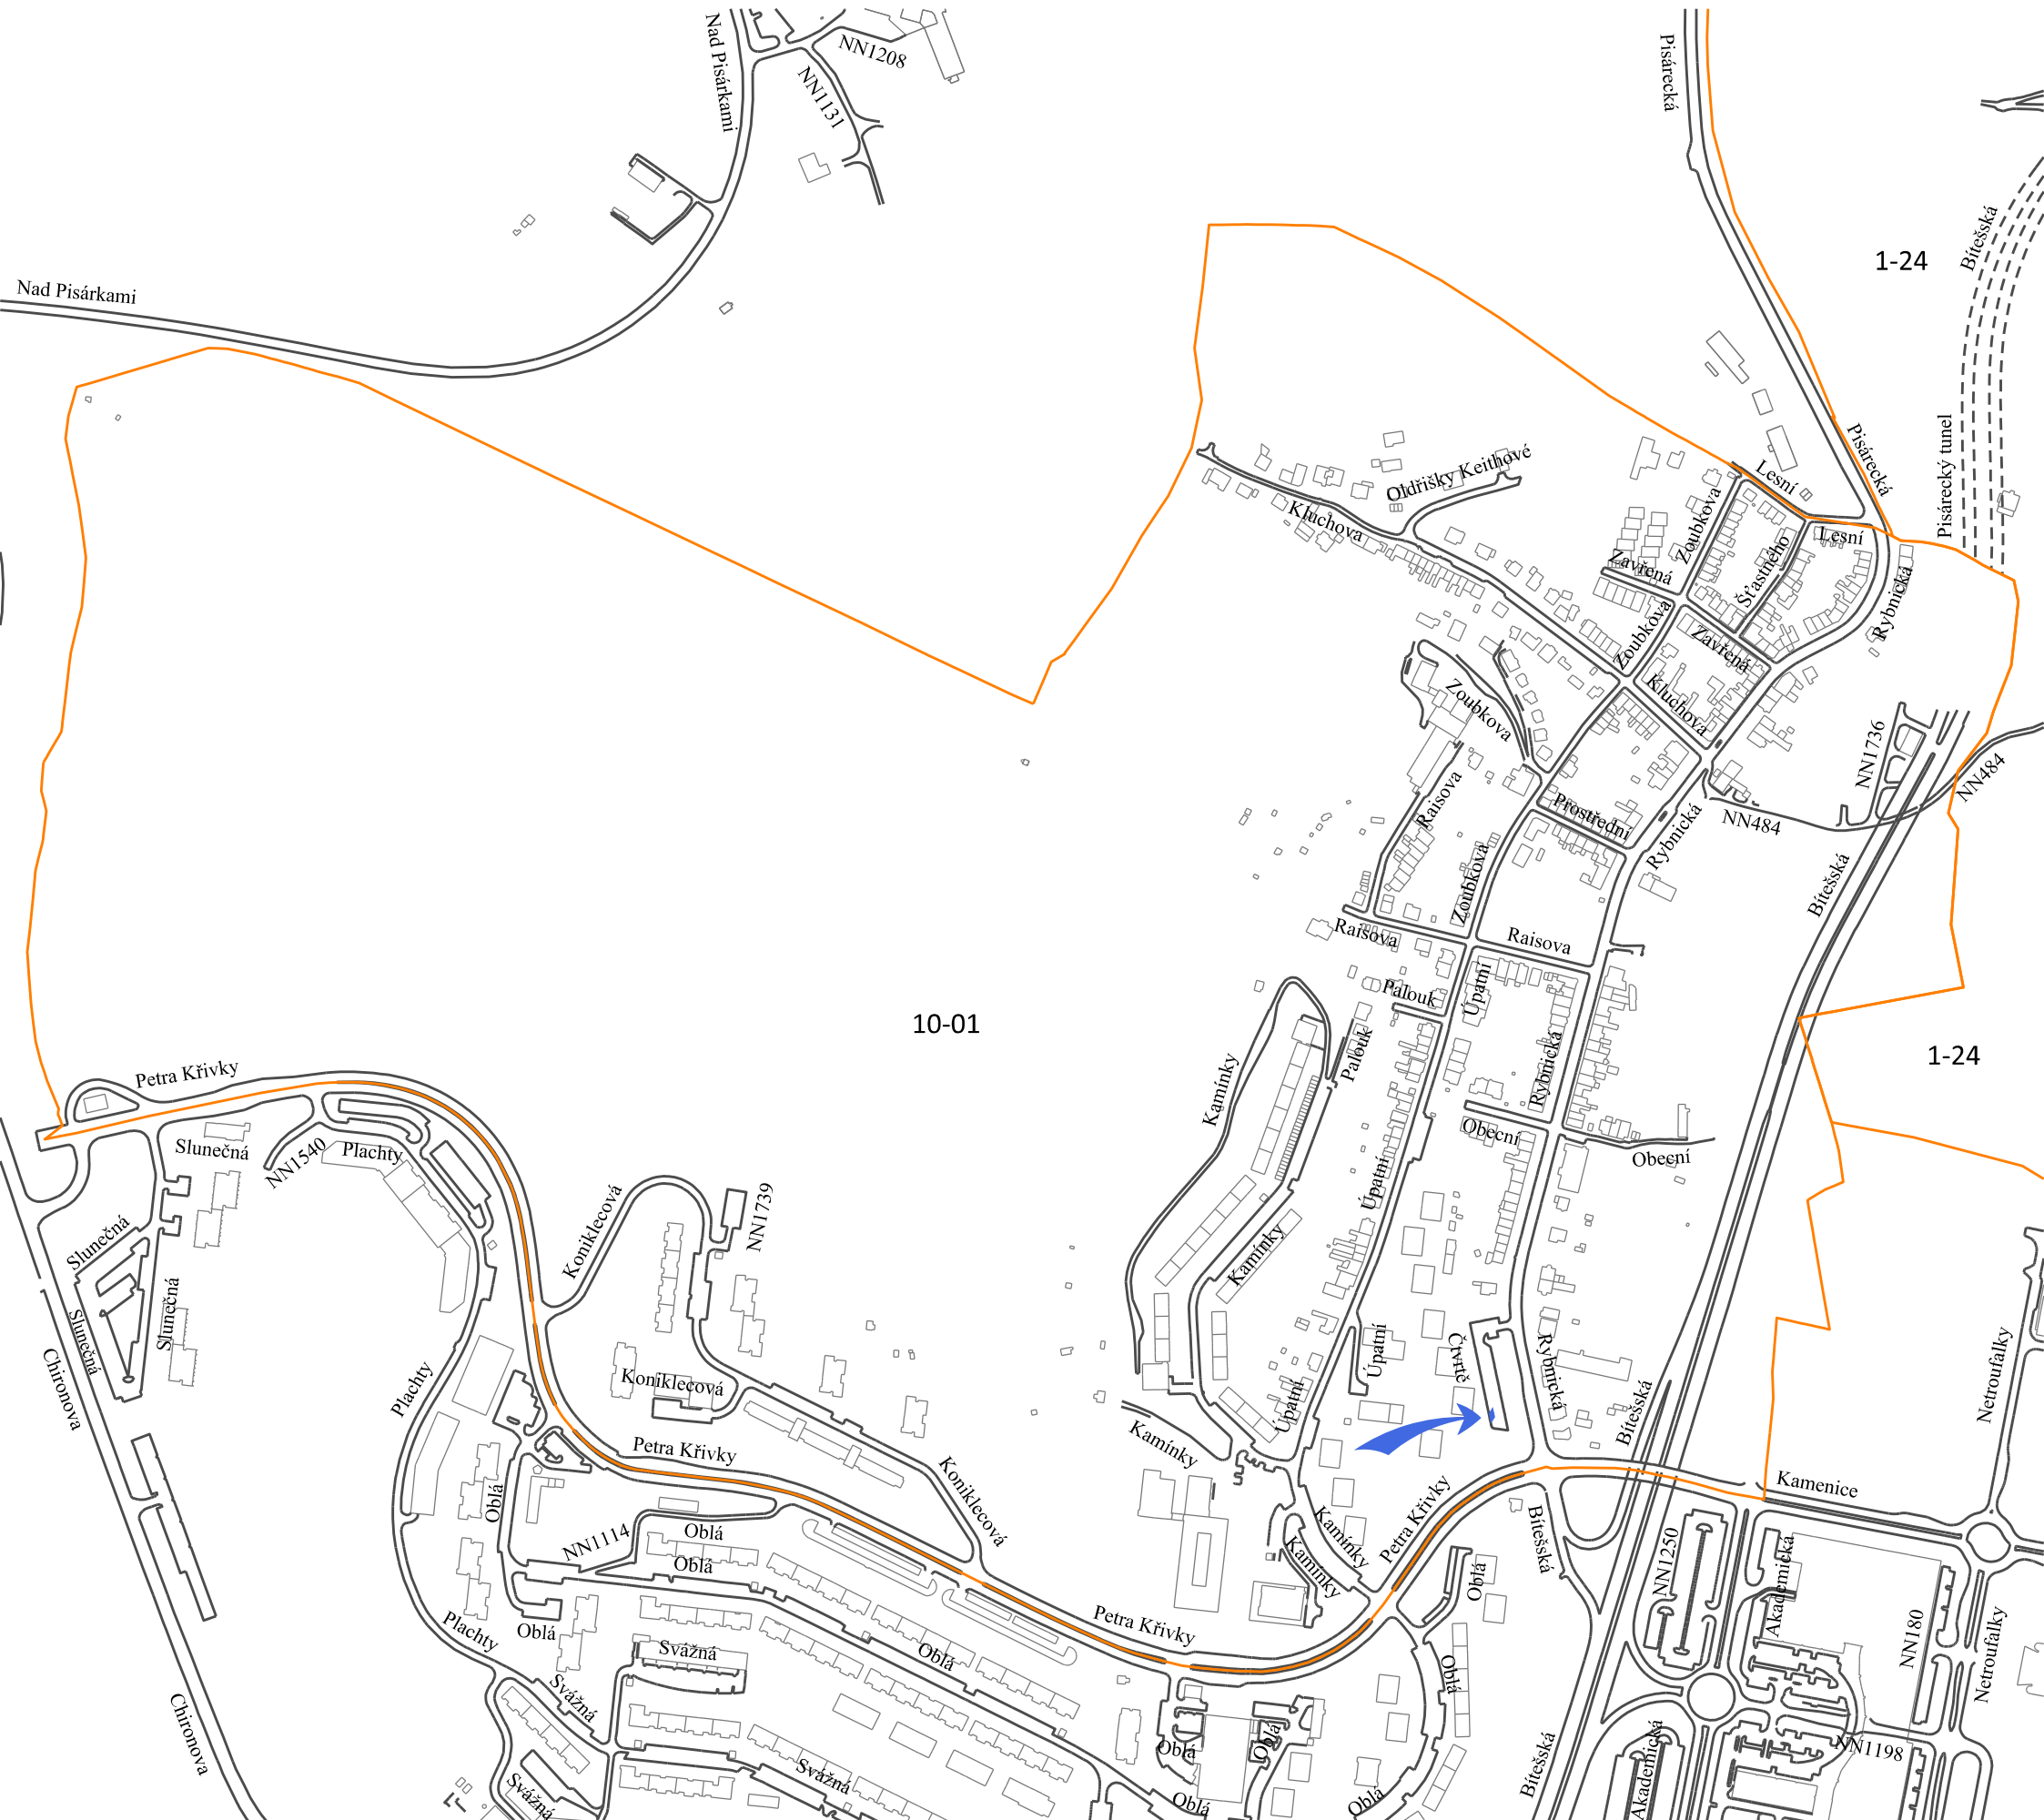 Nad Pisárkami
NN1208
NN1131
Pisárecká
Bítešská
1-24
Nad Pisárkami
Pisárecká
Pisárecký tunel
Lesní
Lesní
Oldřišky Keithové
Kluchova
Zoubkova
Zavřená
Šťastného
Rybnická
Zoubkova
Zavřená
Kluchova
Zoubkova
NN1736
NN484
NN484
Raisova
Prostřední
Rybnická
Bítešská
Zoubkova
Raisova
Raisova
Palouk
Úpatní
10-01
1-24
Palouk
Rybnická
Kamínky
Petra Křivky
Obecní
Obecní
Slunečná
NN1540
Plachty
Úpatní
Koniklecová
NN1739
Slunečná
Kamínky
Slunečná
Slunečná
Chironova
Plachty
Koniklecová
Úpatní
Čtvrtě
Rybnická
Netroufalky
Úpatní
Bítešská
Kamínky
Petra Křivky
Koniklecová
Kamenice
Oblá
NN1114
Oblá
Oblá
Kamínky
Kamínky
Petra Křivky
Bítešská
NN1250
Akademická
Oblá
Plachty
Oblá
Petra Křivky
Svážná
Oblá
Oblá
NN180
Netroufalky
Svážná
Chironova
Svážná
Svážná
Oblá
Oblá
Oblá
Oblá
Bítešská
Akademická
NN1198